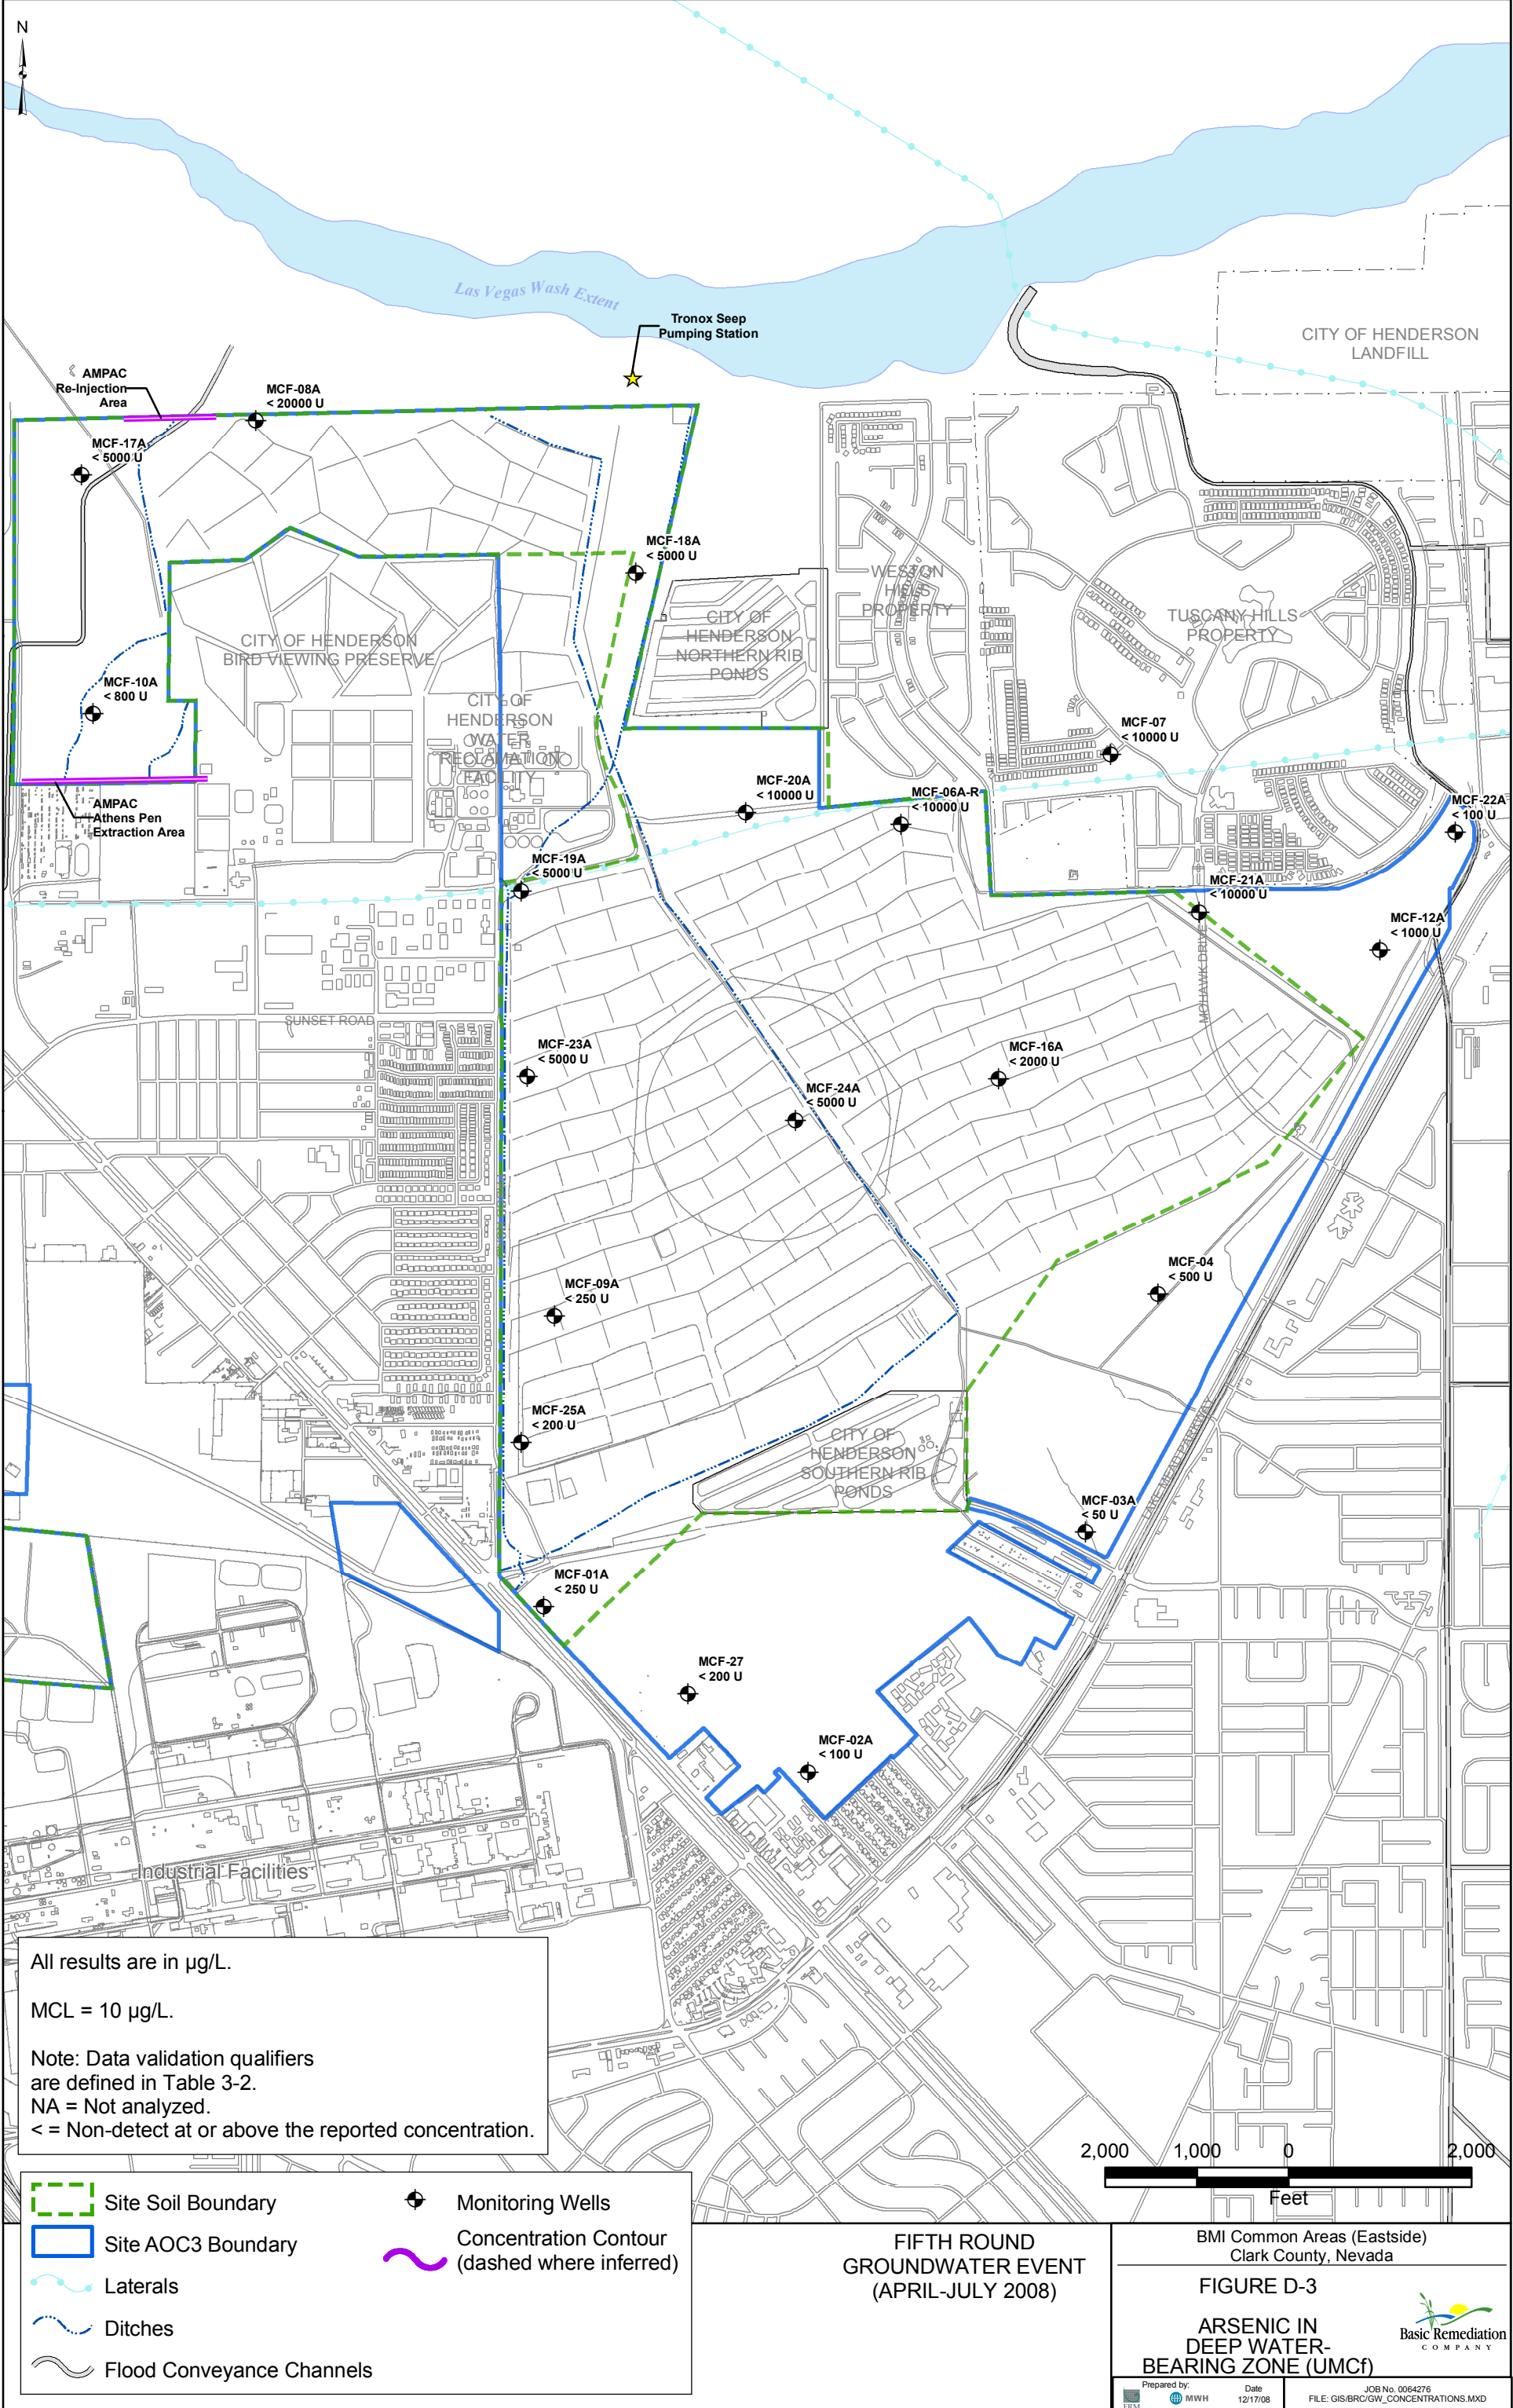 N
Las Vegas Wash Extent
Tronox Seep
Pumping Station
CITY OF HENDERSON
LANDFILL
AMPAC
Re-Injection
Area
MCF-08A
< 20000 U
MCF-17A
< 5000 U
MCF-18A
< 5000 U
WESTON
HILLS
PROPERTY
CITY OF
HENDERSON
NORTHERN RIB
PONDS
TUSCANY HILLS
PROPERTY
CITY OF HENDERSON
BIRD VIEWING PRESERVE
MCF-10A
< 800 U
CITY OF
HENDERSON
WATER
RECLAMATION
FACILITY
MCF-07
< 10000 U
MCF-20A
< 10000 U
MCF-06A-R
< 10000 U
MCF-22A
< 100 U
AMPAC
Athens Pen
Extraction Area
MCF-19A
< 5000 U
MCF-21A
< 10000 U
MCF-12A
< 1000 U
MOHAWK DRIVE
SUNSET ROAD
MCF-23A
< 5000 U
MCF-16A
< 2000 U
MCF-24A
< 5000 U
MCF-04
< 500 U
MCF-09A
< 250 U
MCF-25A
< 200 U
CITY OF
HENDERSON
SOUTHERN RIB
PONDS
LAKE MEAD PARKWAY
MCF-03A
< 50 U
MCF-01A
< 250 U
MCF-27
< 200 U
MCF-02A
< 100 U
Industrial Facilities
All results are in µg/L.
MCL = 10 µg/L.
Note: Data validation qualifiers
are defined in Table 3-2.
NA = Not analyzed.
< = Non-detect at or above the reported concentration.
2,000 1,000 0 2,000
Feet
Site Soil Boundary
Site AOC3 Boundary
Laterals
Ditches
Flood Conveyance Channels
Monitoring Wells
Concentration Contour
(dashed where inferred)
FIFTH ROUND
GROUNDWATER EVENT
(APRIL-JULY 2008)
BMI Common Areas (Eastside)
Clark County, Nevada
FIGURE D-3
ARSENIC IN
DEEP WATER-
BEARING ZONE (UMCf)
Basic Remediation
COMPANY
Prepared by:
ERM
MWH
Date
12/17/08
JOB No. 0064276
FILE: GIS/BRC/GW_CONCENTRATIONS.MXD